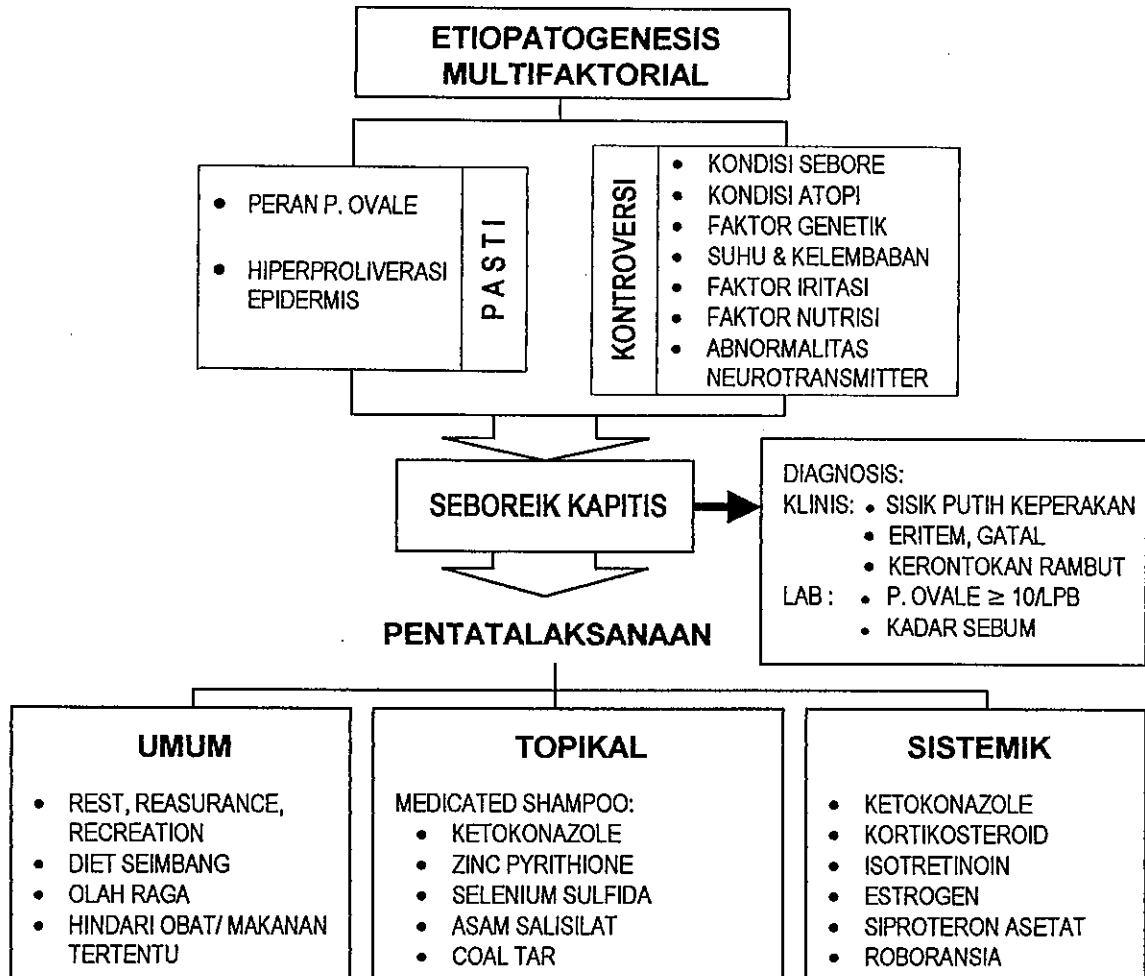 ETIOPATOGENESIS
MULTIFAKTORIAL
• PERAN P. OVALE
• HIPERPROLIVERASI
EPIDERMIS
PASTI
KONTROVERSI
• KONDISI SEBORE
• KONDISI ATOPI
• FAKTOR GENETIK
• SUHU & KELEMBABAN
• FAKTOR IRITASI
• FAKTOR NUTRISI
• ABNORMALITAS
NEUROTRANSMITTER
SEBOREIK KAPITIS
DIAGNOSIS:
KLINIS: • SISIK PUTIH KEPERAKAN
• ERITEM, GATAL
• KERONTOKAN RAMBUT
LAB : • P. OVALE ≥ 10/LPB
• KADAR SEBUM
PENTATALAKSANAAN
UMUM
• REST, REASURANCE,
RECREATION
• DIET SEIMBANG
• OLAH RAGA
• HINDARI OBAT/ MAKANAN
TERTENTU
TOPIKAL
MEDICATED SHAMPOO:
• KETOKONAZOLE
• ZINC PYRITHIONE
• SELENIUM SULFIDA
• ASAM SALISILAT
• COAL TAR
SISTEMIK
• KETOKONAZOLE
• KORTIKOSTEROID
• ISOTRETINOIN
• ESTROGEN
• SIPROTERON ASETAT
• ROBORANSIA